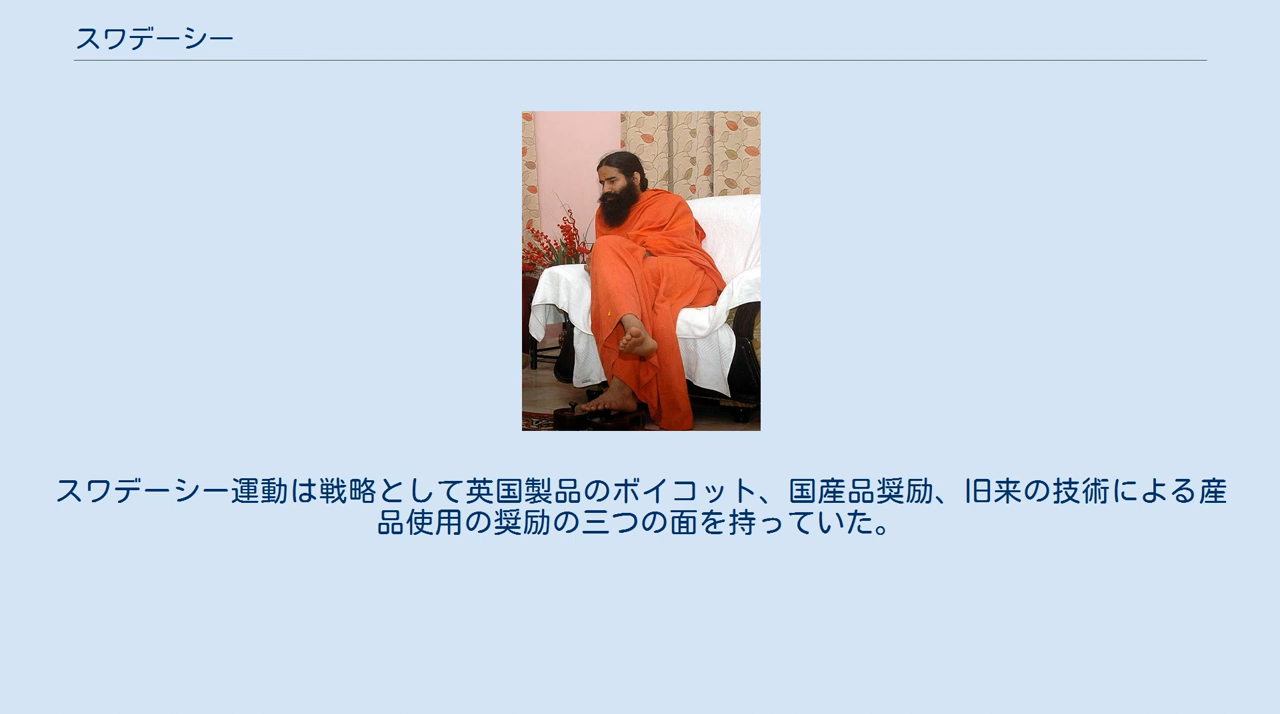 スワデーシー
スワデーシー運動は戦略として英国製品のボイコット、国産品奨励、旧来の技術による産
品使用の奨励の三つの面を持っていた。